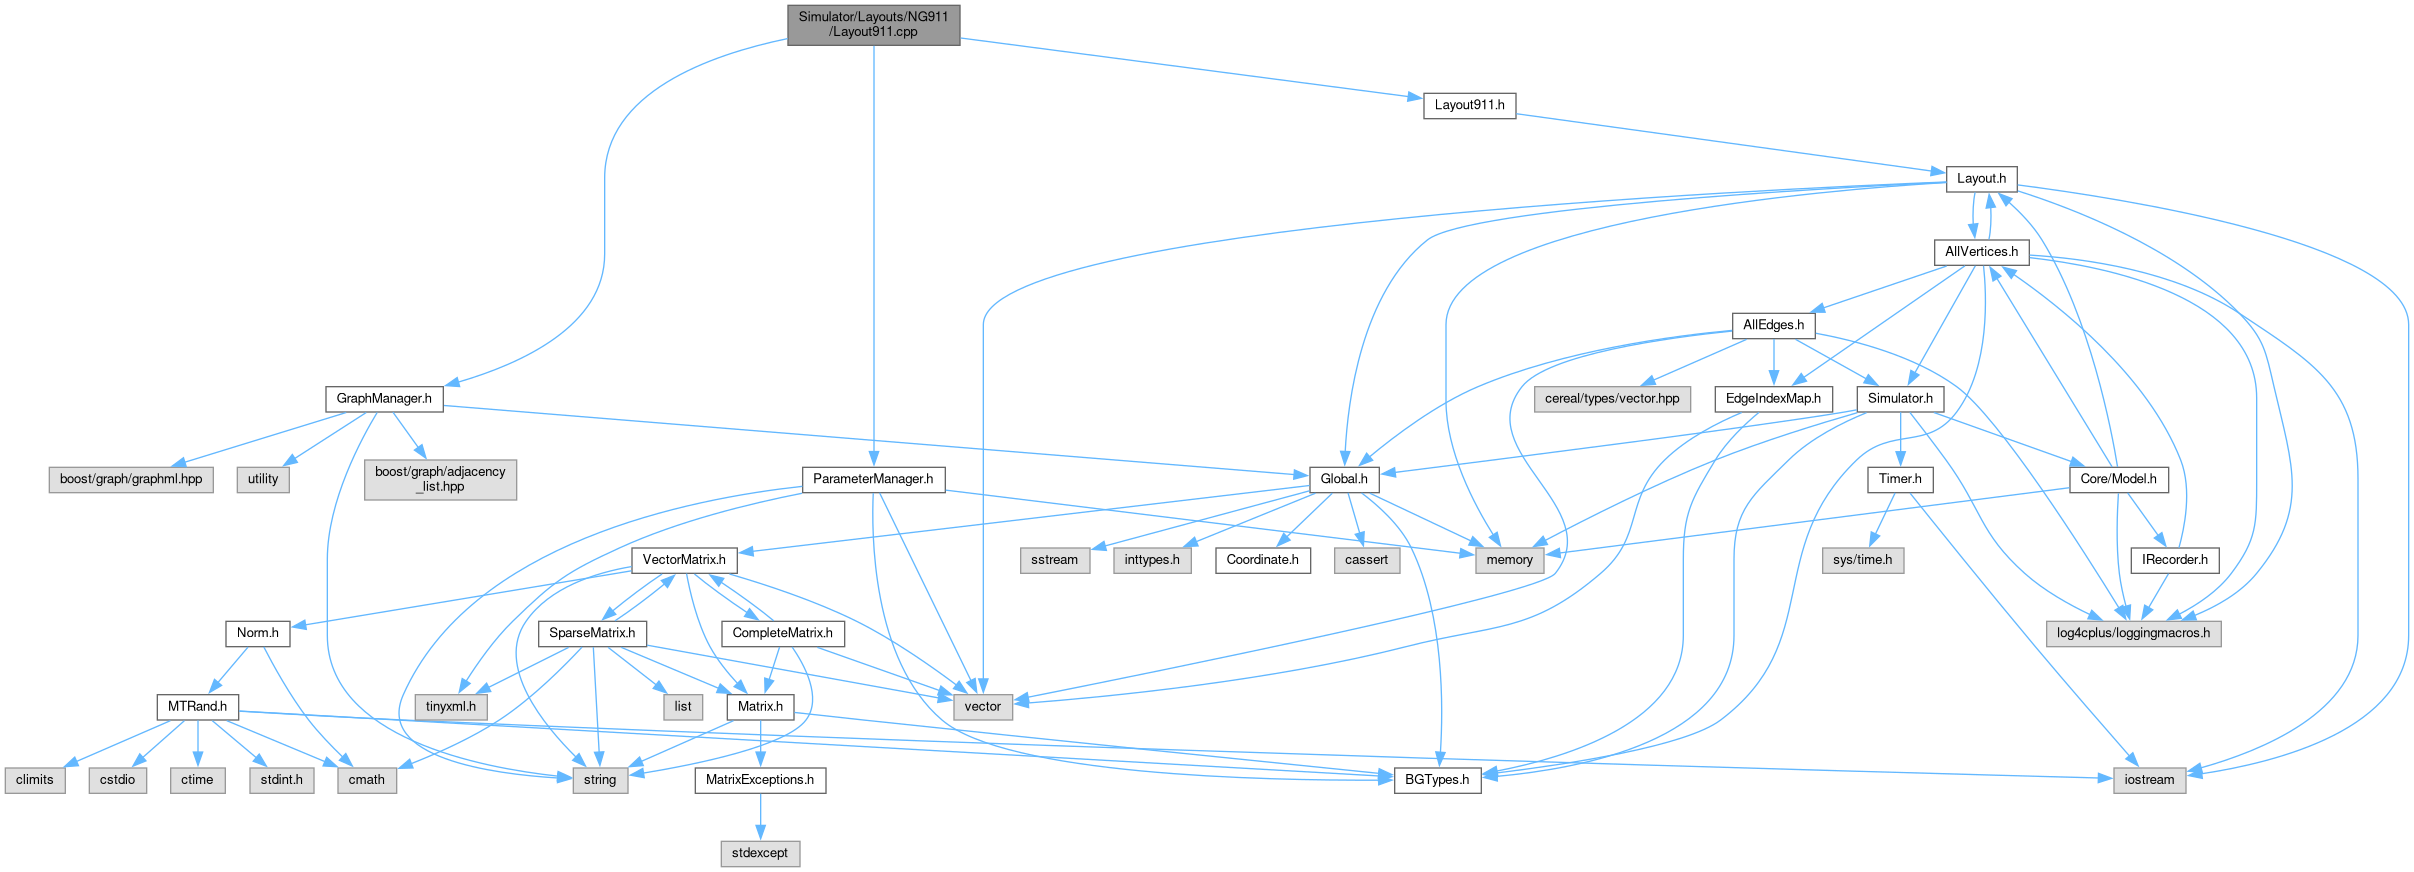 Simulator/Layouts/NG911
/Layout911.cpp
Layout911.h
Layout.h
AllVertices.h
AllEdges.h
GraphManager.h
cereal/types/vector.hpp
EdgeIndexMap.h
Simulator.h
boost/graph/graphml.hpp
utility
boost/graph/adjacency
_list.hpp
ParameterManager.h
Global.h
Timer.h
Core/Model.h
VectorMatrix.h
sstream
inttypes.h
Coordinate.h
cassert
memory
sys/time.h
IRecorder.h
Norm.h
SparseMatrix.h
CompleteMatrix.h
log4cplus/loggingmacros.h
MTRand.h
tinyxml.h
list
Matrix.h
vector
climits
cstdio
ctime
stdint.h
cmath
string
MatrixExceptions.h
BGTypes.h
iostream
stdexcept